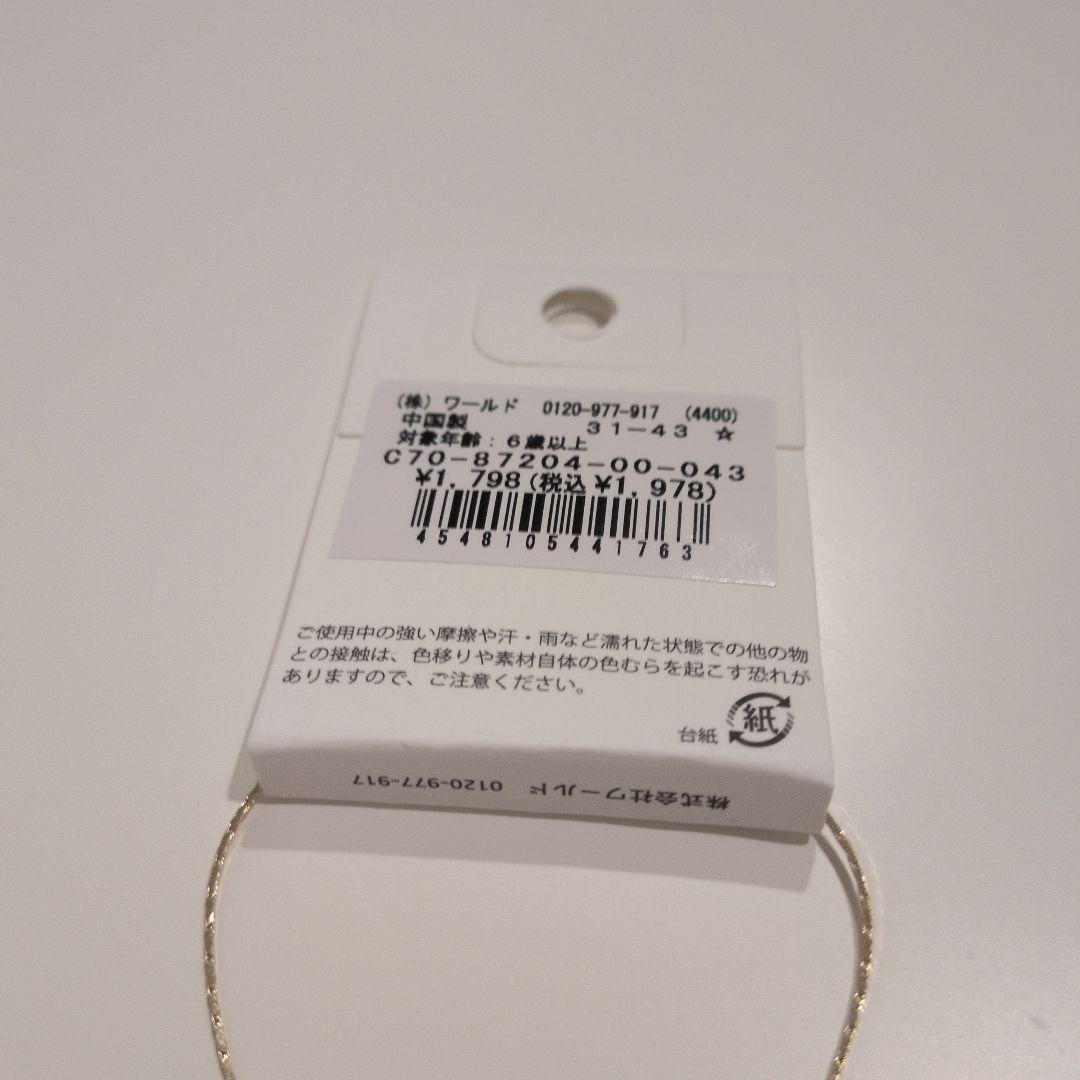 (株)ワールド 0120-977-917 (4400)
中国製 31-43 ☆
対象年齢:6歳以上
C70-87204-00-043
¥1,798(税込¥1,978)
4548105441763
ご使用中の強い摩擦や汗・雨など濡れた状態での他の物
との接触は、色移りや素材自体の色むらを起こす恐れが
ありますので、ご注意ください。
台紙 紙
株式会社ワールド 0120-977-917